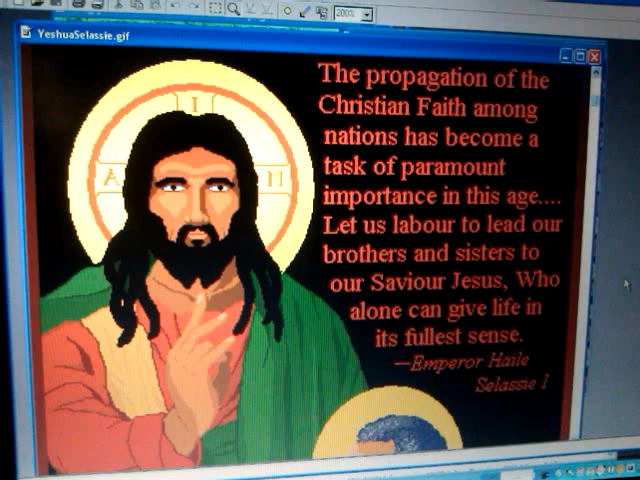 200%
YeshuaSelassie.gif
The propagation of the
Christian Faith among
nations has become a
task of paramount
importance in this age....
Let us labour to lead our
brothers and sisters to
our Saviour Jesus, Who
alone can give life in
its fullest sense.
—Emperor Haile
Selassie I
I
A